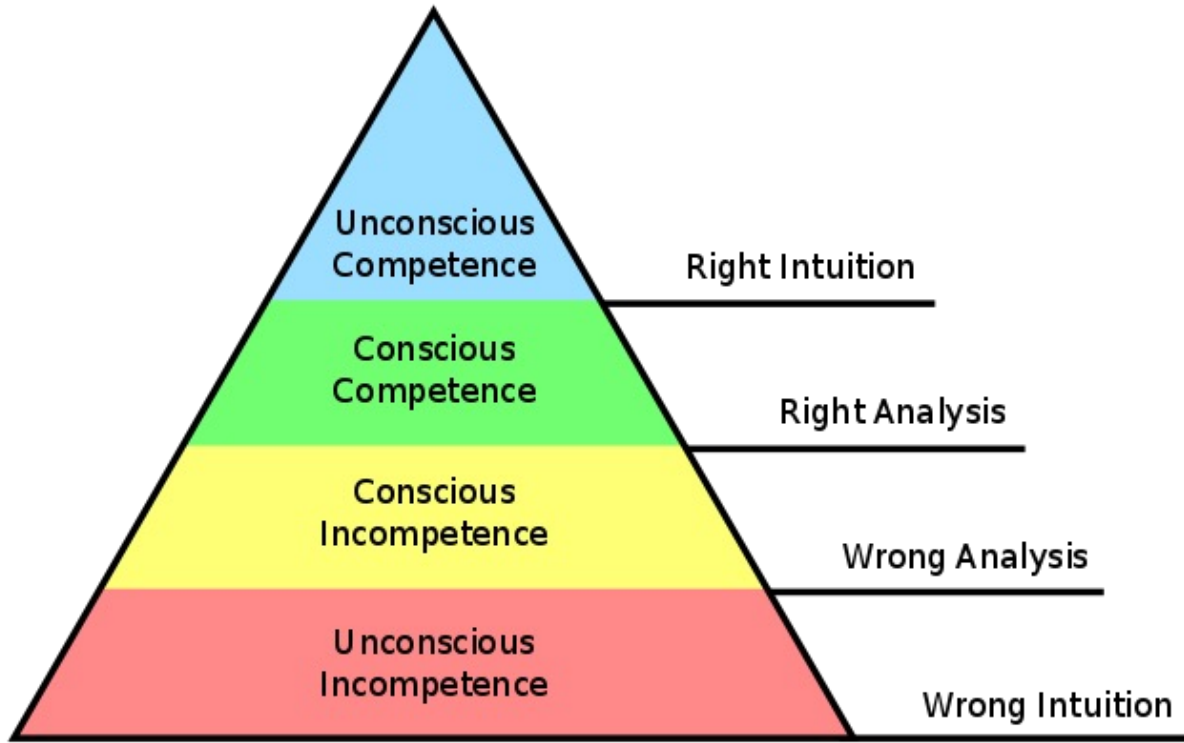 Unconscious
Competence
Right Intuition
Conscious
Competence
Right Analysis
Conscious
Incompetence
Wrong Analysis
Unconscious
Incompetence
Wrong Intuition